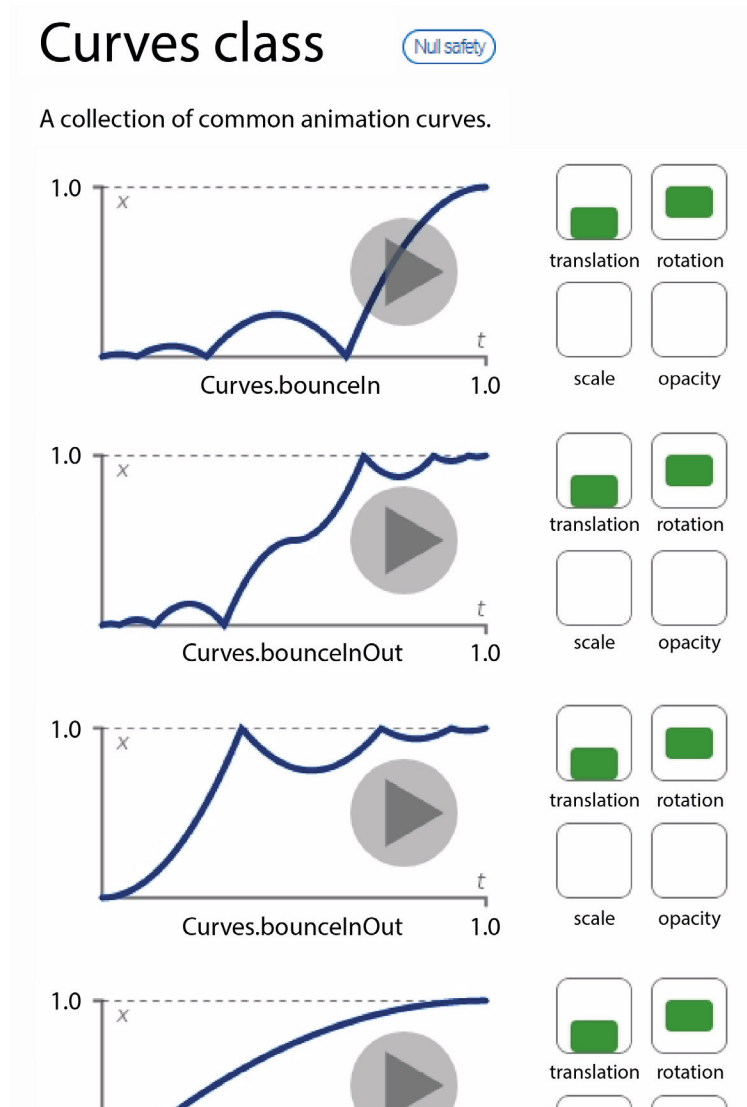 Curves class Null safety
A collection of common animation curves.
1.0
x
t
Curves.bounceIn 1.0
translation rotation
scale opacity
1.0
x
t
Curves.bounceInOut 1.0
translation rotation
scale opacity
1.0
x
t
Curves.bounceInOut 1.0
translation rotation
scale opacity
1.0
x
translation rotation